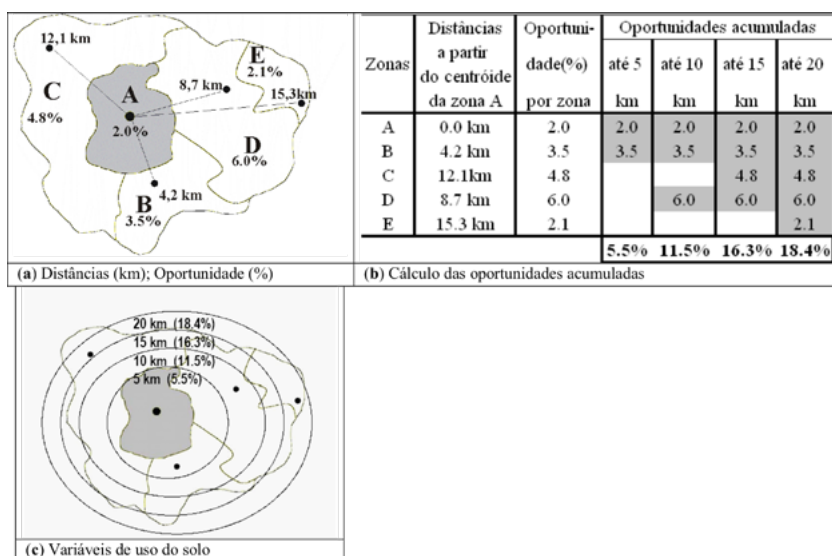 12,1 km
E
2.1%
C
A
8,7 km
15,3km
4.8%
2.0%
D
6.0%
4,2 km
B
3.5%
(a) Distâncias (km); Oportunidade (%)
Zonas Distâncias a partir do centróide da zona A Oportuni-dade(%) por zona Oportunidades acumuladas
até 5 km até 10 km até 15 km até 20 km
A 0.0 km 2.0 2.0 2.0 2.0 2.0
B 4.2 km 3.5 3.5 3.5 3.5 3.5
C 12.1km 4.8 4.8 4.8
D 8.7 km 6.0 6.0 6.0 6.0
E 15.3 km 2.1 2.1
5.5% 11.5% 16.3% 18.4%
(b) Cálculo das oportunidades acumuladas
20 km (18.4%)
15 km (16.3%)
10 km (11.5%)
5 km (5.5%)
(c) Variáveis de uso do solo